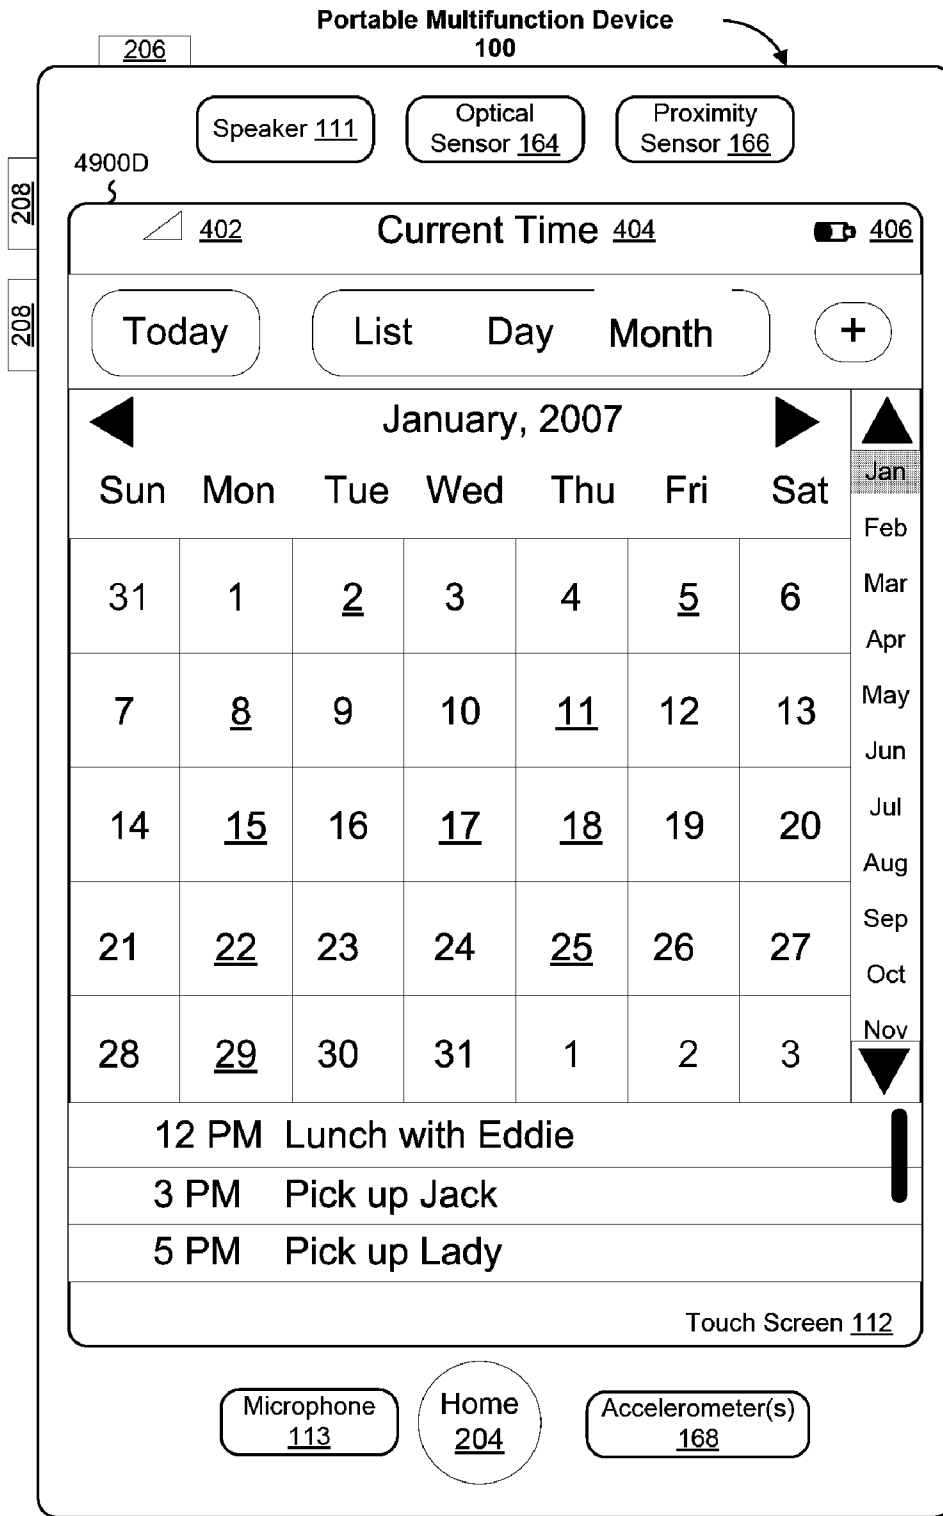 Portable Multifunction Device
100
206
Speaker 111
Optical
Sensor 164
Proximity
Sensor 166
4900D
208
208
402
Current Time 404
406
Today
List Day Month
+
January, 2007
Sun Mon Tue Wed Thu Fri Sat
31 1 2 3 4 5 6
7 8 9 10 11 12 13
14 15 16 17 18 19 20
21 22 23 24 25 26 27
28 29 30 31 1 2 3
Jan
Feb
Mar
Apr
May
Jun
Jul
Aug
Sep
Oct
Nov
12 PM Lunch with Eddie
3 PM Pick up Jack
5 PM Pick up Lady
Touch Screen 112
Microphone
113
Home
204
Accelerometer(s)
168